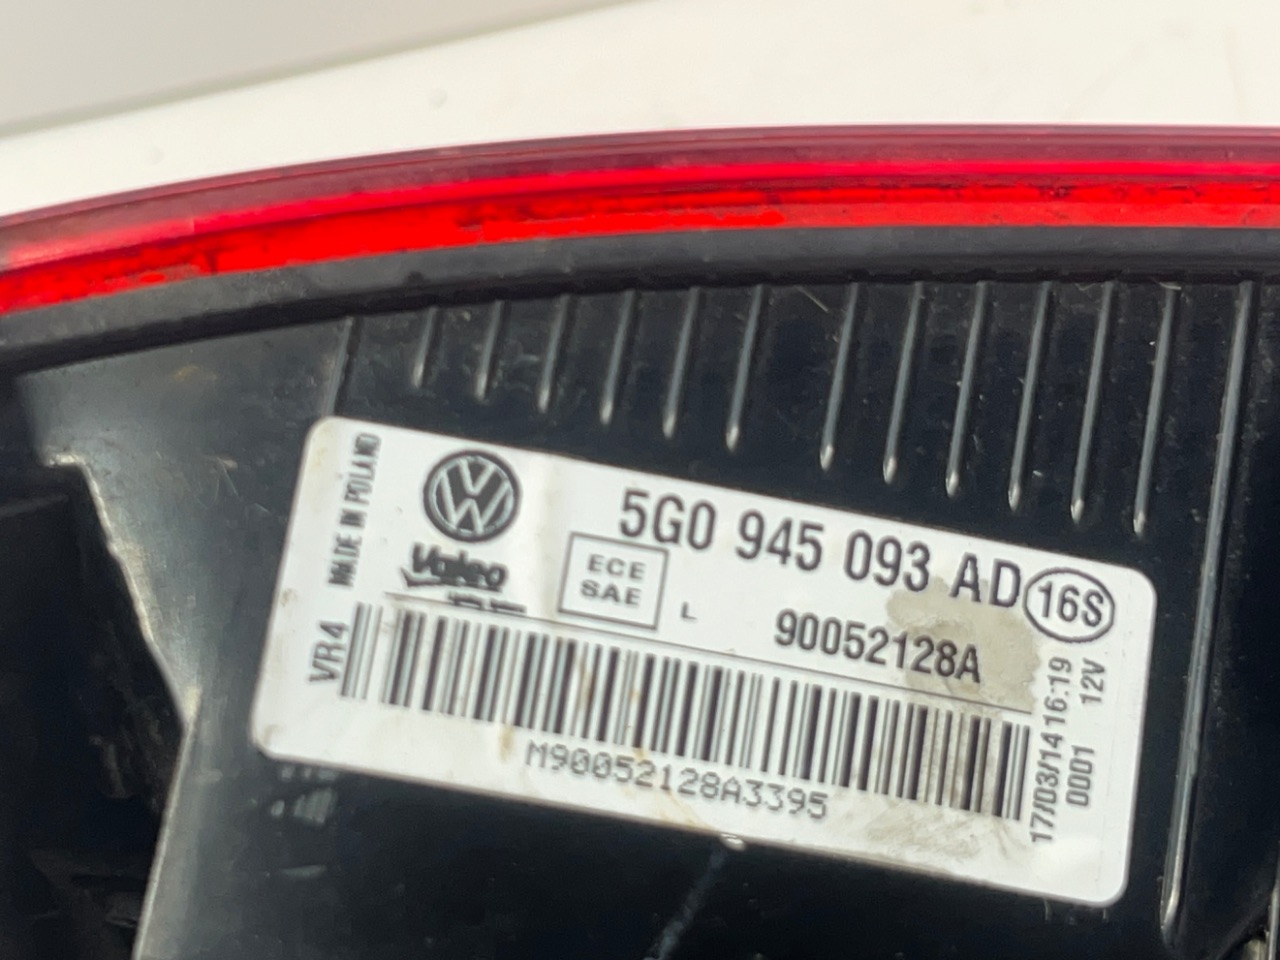 MADE IN POLAND
VW
Valeo
ECE
SAE
L
5G0 945 093 AD
16S
90052128A
VR4
M90052128A3395
17/03/14 16:19
0001 12V